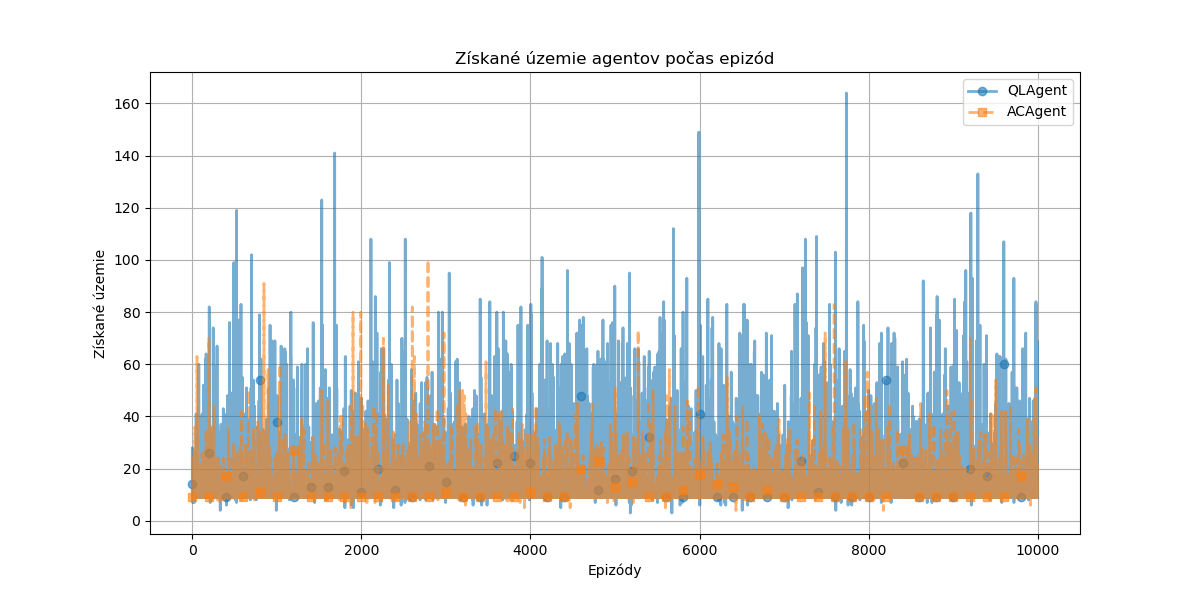 Získané územie agentov počas epizód
QLAgent
ACAgent
160
140
120
100
80
60
40
20
0
Získané územie
0 2000 4000 6000 8000 10000
Epizódy